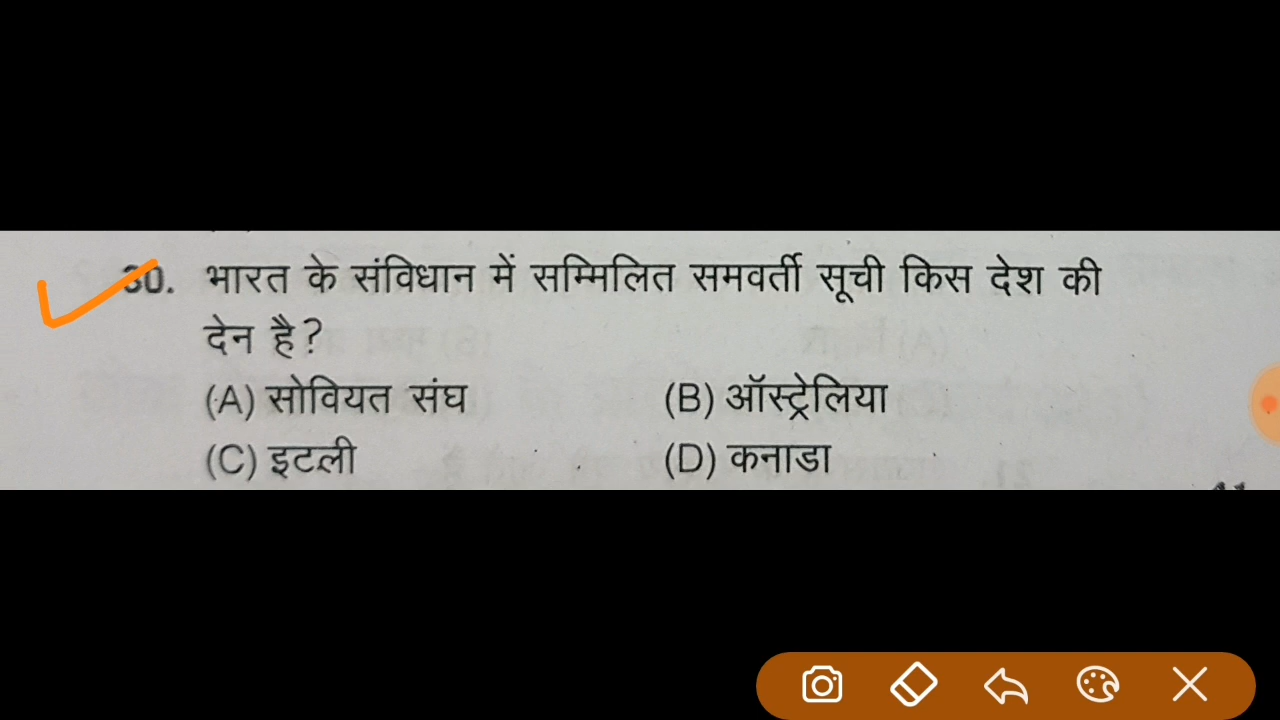 30. भारत के संविधान में सम्मिलित समवर्ती सूची किस देश की
देन है?
(A) सोवियत संघ (B) ऑस्ट्रेलिया
(C) इटली (D) कनाडा